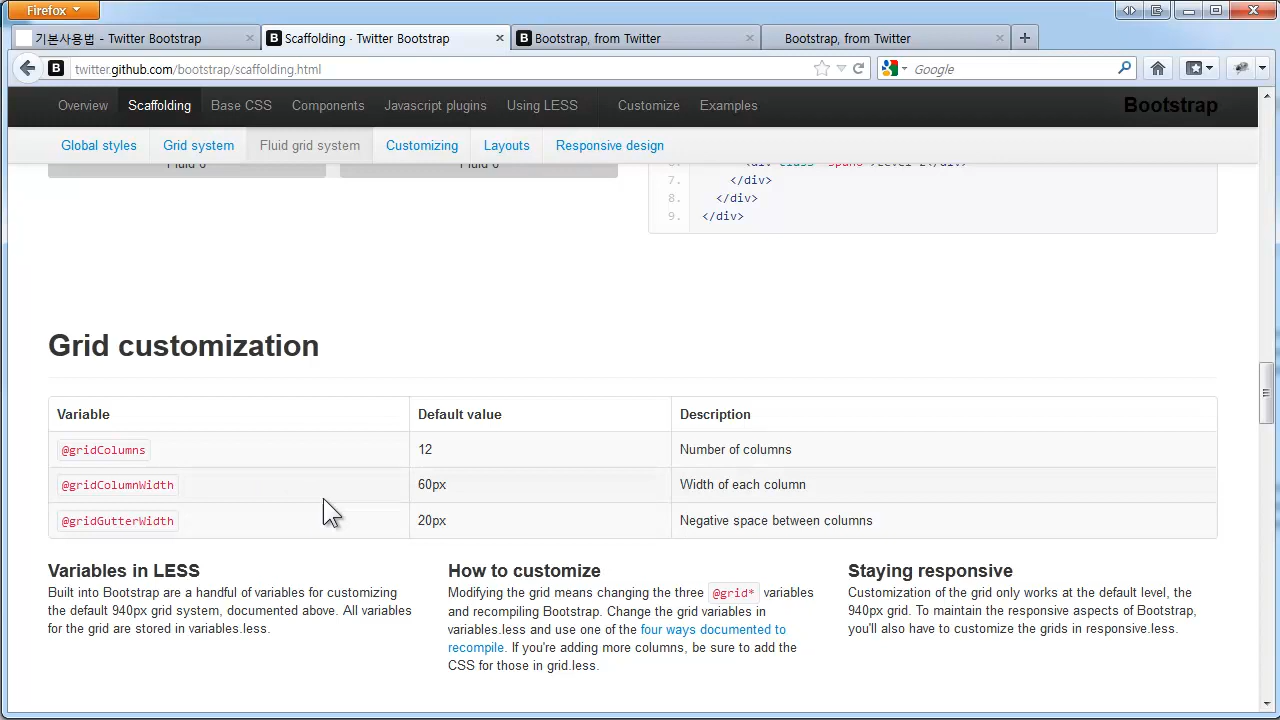 Firefox
기본사용법 - Twitter Bootstrap
Scaffolding · Twitter Bootstrap
Bootstrap, from Twitter
Bootstrap, from Twitter
twitter.github.com/bootstrap/scaffolding.html
Google
Overview Scaffolding Base CSS Components Javascript plugins Using LESS Customize Examples Bootstrap
Global styles Grid system Fluid grid system Customizing Layouts Responsive design
Fluid 6 Fluid 6
7. </div>
8. </div>
9. </div>
Grid customization
Variable Default value Description
@gridColumns 12 Number of columns
@gridColumnWidth 60px Width of each column
@gridGutterWidth 20px Negative space between columns
Variables in LESS
Built into Bootstrap are a handful of variables for customizing
the default 940px grid system, documented above. All variables
for the grid are stored in variables.less.
How to customize
Modifying the grid means changing the three @grid* variables
and recompiling Bootstrap. Change the grid variables in
variables.less and use one of the four ways documented to
recompile. If you're adding more columns, be sure to add the
CSS for those in grid.less.
Staying responsive
Customization of the grid only works at the default level, the
940px grid. To maintain the responsive aspects of Bootstrap,
you'll also have to customize the grids in responsive.less.